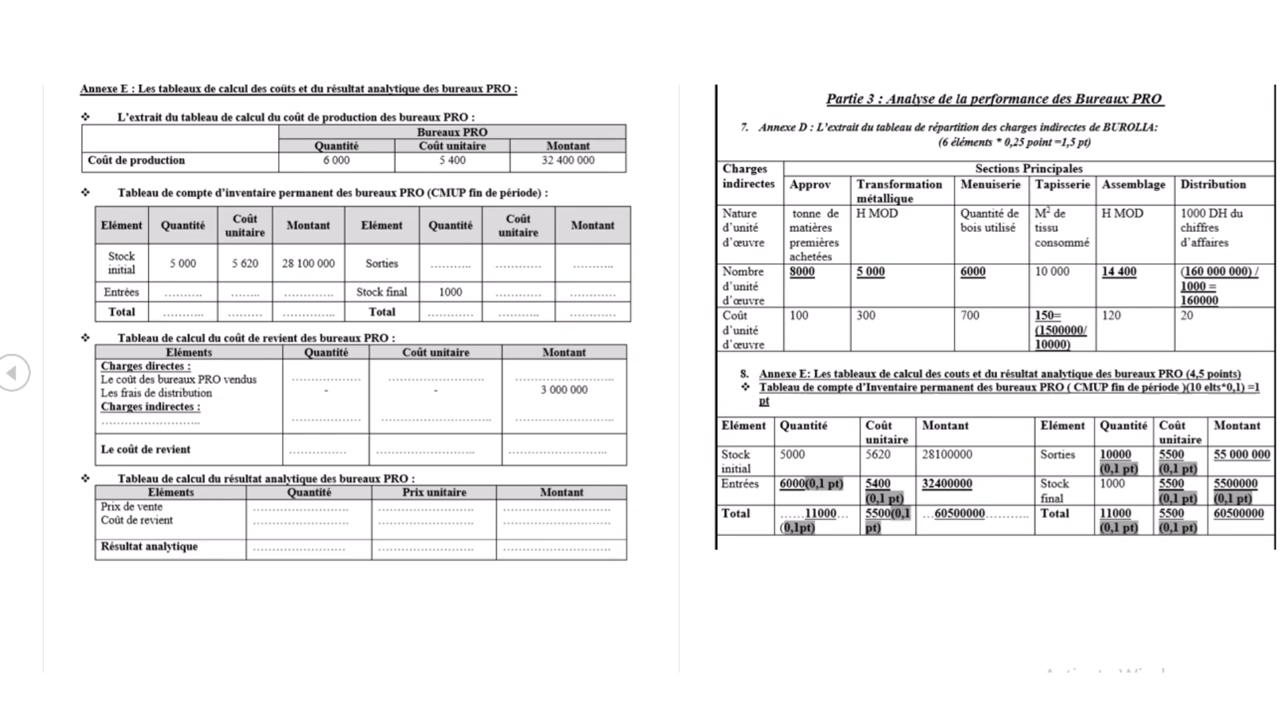 Annexe E : Les tableaux de calcul des coûts et du résultat analytique des bureaux PRO :
❖ L'extrait du tableau de calcul du coût de production des bureaux PRO :
Bureaux PRO
Quantité Coût unitaire Montant
Coût de production 6 000 5 400 32 400 000
❖ Tableau de compte d'inventaire permanent des bureaux PRO (CMUP fin de période) :
Elément Quantité Coût unitaire Montant Elément Quantité Coût unitaire Montant
Stock initial 5 000 5 620 28 100 000 Sorties ........... ............ ..........
Entrées .......... ........ .............. Stock final 1000 ............ ............
Total ............ ......... .............. Total ............ ............ ............
❖ Tableau de calcul du coût de revient des bureaux PRO :
Eléments Quantité Coût unitaire Montant
Charges directes :
Le coût des bureaux PRO vendus .................. ......................... .........................
Les frais de distribution - - 3 000 000
Charges indirectes :
......................... .................. ......................... .........................
Le coût de revient ............... ......................... .........................
❖ Tableau de calcul du résultat analytique des bureaux PRO :
Eléments Quantité Prix unitaire Montant
Prix de vente ........................ ........................ ...........................
Coût de revient ........................ ........................ ...........................
Résultat analytique ........................ ........................ ...........................
Partie 3 : Analyse de la performance des Bureaux PRO
7. Annexe D : L'extrait du tableau de répartition des charges indirectes de BUROLIA:
(6 éléments * 0,25 point =1,5 pt)
Charges indirectes Sections Principales
Approv Transformation métallique Menuiserie Tapisserie Assemblage Distribution
Nature d'unité d'œuvre tonne de matières premières achetées H MOD Quantité de bois utilisé M² de tissu consommé H MOD 1000 DH du chiffres d'affaires
Nombre d'unité d'œuvre 8000 5 000 6000 10 000 14 400 (160 000 000) / 1000 = 160000
Coût d'unité d'œuvre 100 300 700 150= (1500000/ 10000) 120 20
8. Annexe E: Les tableaux de calcul des couts et du résultat analytique des bureaux PRO (4,5 points)
❖ Tableau de compte d'Inventaire permanent des bureaux PRO ( CMUP fin de période )(10 elts*0,1) =1
pt
Elément Quantité Coût unitaire Montant Elément Quantité Coût unitaire Montant
Stock initial 5000 5620 28100000 Sorties 10000 (0,1 pt) 5500 (0,1 pt) 55 000 000
Entrées 6000(0,1 pt) 5400 (0,1 pt) 32400000 Stock final 1000 5500 (0,1 pt) 5500000 (0,1 pt)
Total ......11000... (0,1pt) 5500(0,1 pt) ...60500000........... Total 11000 (0,1 pt) 5500 (0,1 pt) 60500000